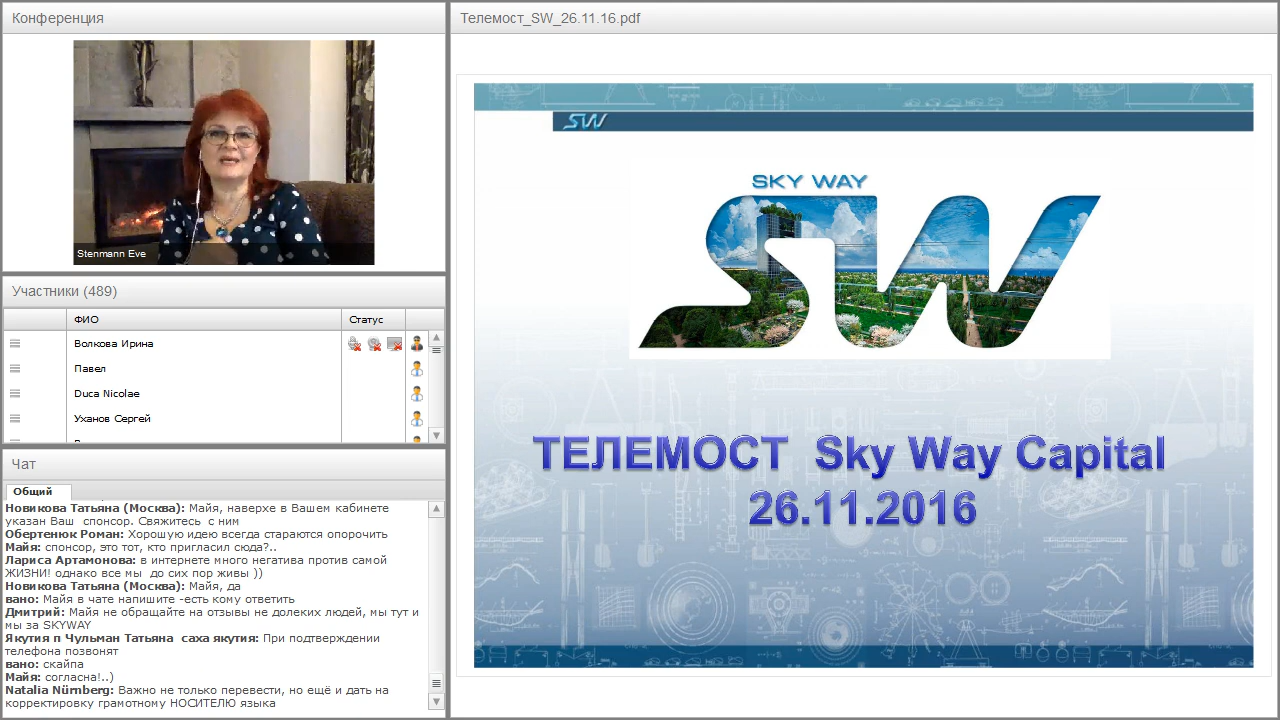 Конференция
Stenmann Eve
Участники (489)
ФИО
Статус
Волкова Ирина
Павел
Duca Nicolae
Уханов Сергей
Чат
Общий
Новикова Татьяна (Москва): Майя, наверхе в Вашем кабинете
указан Ваш спонсор. Свяжитесь с ним
Обертенюк Роман: Хорошую идею всегда стараются опорочить
Майя: спонсор, это тот, кто пригласил сюда?..
Лариса Артамонова: в интернете много негатива против самой
ЖИЗНИ! однако все мы до сих пор живы ))
Новикова Татьяна (Москва): Майя, да
вано: Майя в чате напишите -есть кому ответить
Дмитрий: Майя не обращайте на отзывы не долеких людей, мы тут и
мы за SKYWAY
Якутия п Чульман Татьяна саха якутия: При подтверждении
телефона позвонят
вано: скайпа
Майя: согласна!..)
Natalia Nürnberg: Важно не только перевести, но ещё и дать на
корректировку грамотному НОСИТЕЛЮ языка
Телемост_SW_26.11.16.pdf
SW
SKY WAY
SW
ТЕЛЕМОСТ Sky Way Capital
26.11.2016